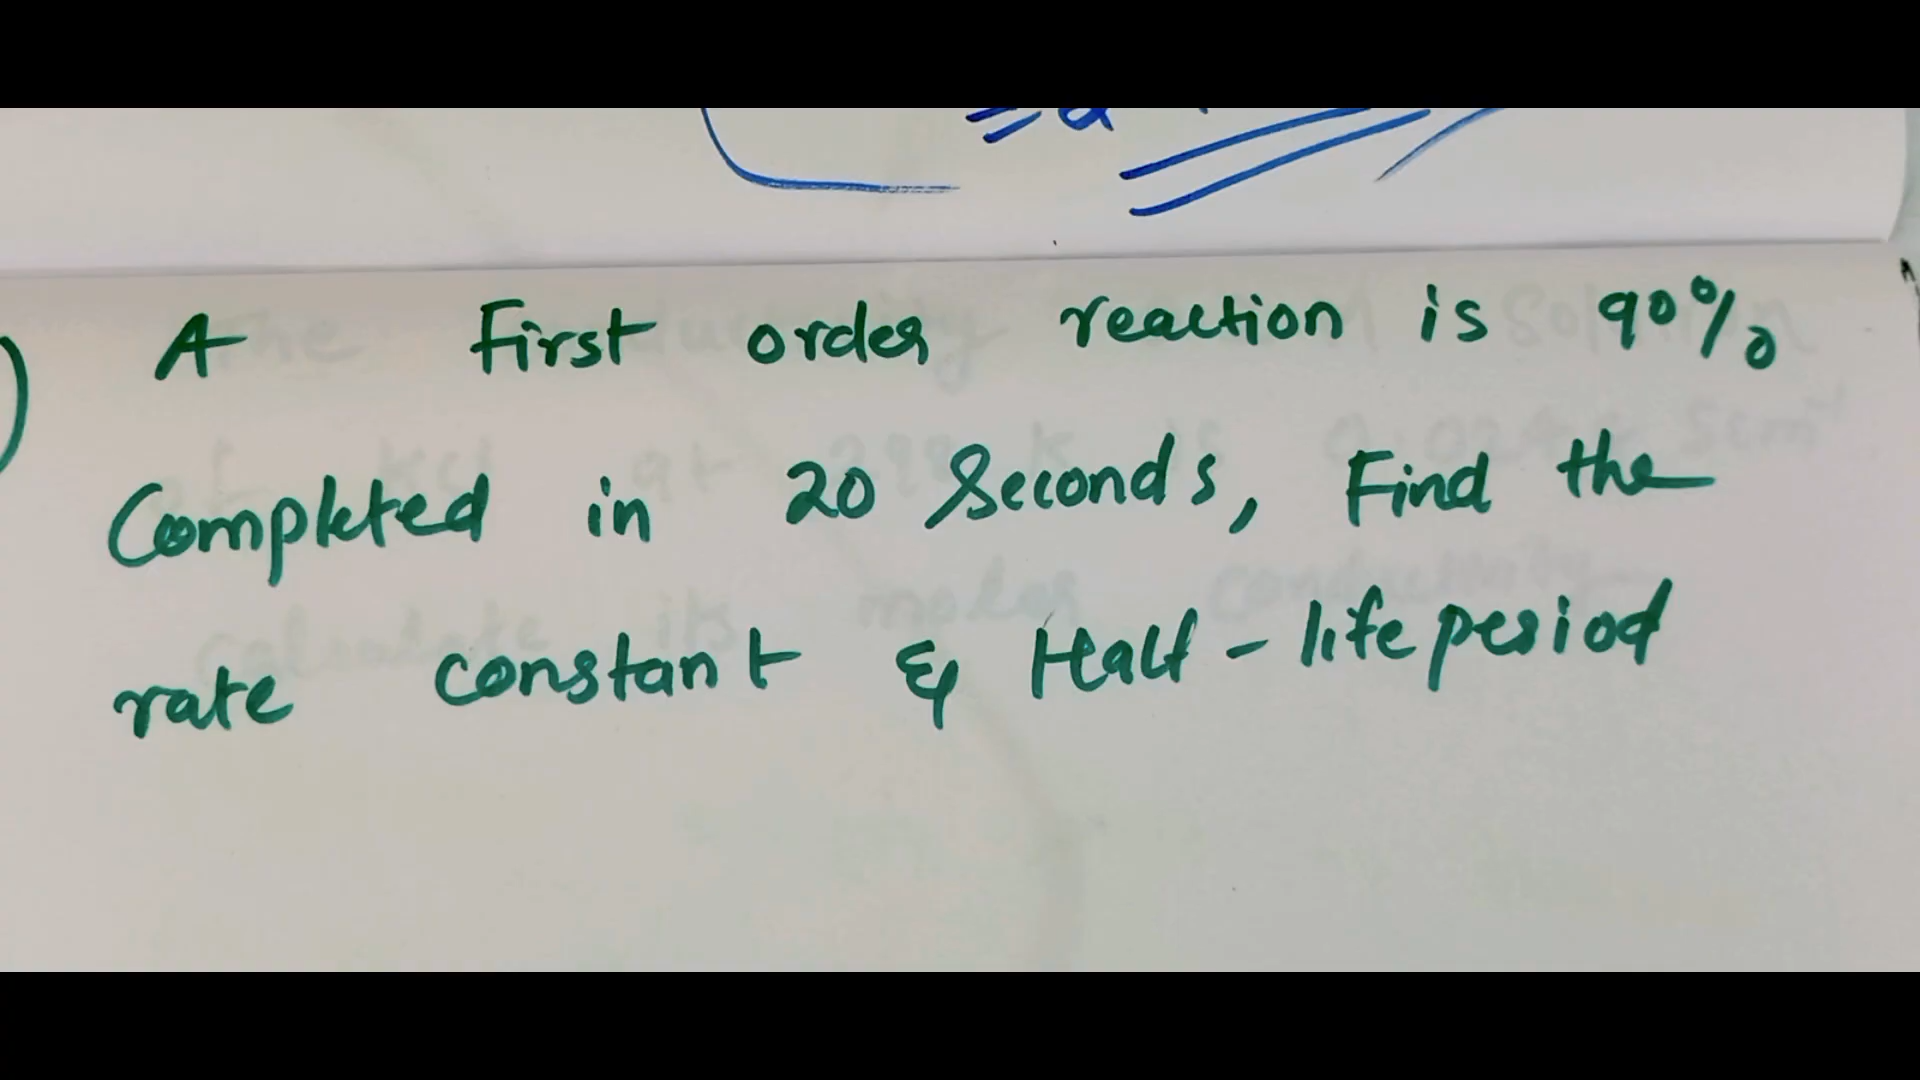 A First order reaction is 90%
Completed in 20 Seconds, Find the
rate constant & Half-life period